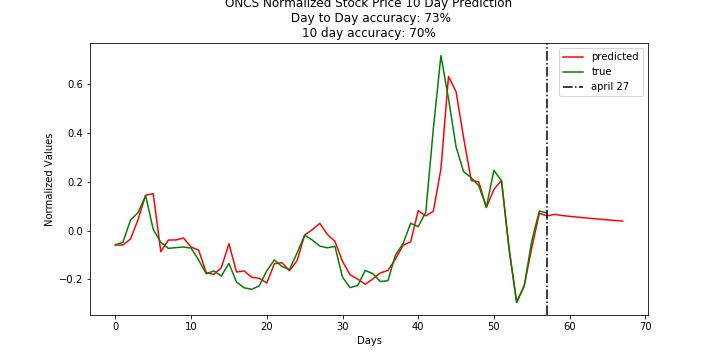 ONCS Normalized Stock Price 10 Day Prediction
Day to Day accuracy: 73%
10 day accuracy: 70%
predicted
true
april 27
Normalized Values
0.6
0.4
0.2
0.0
−0.2
0 10 20 30 40 50 60 70
Days